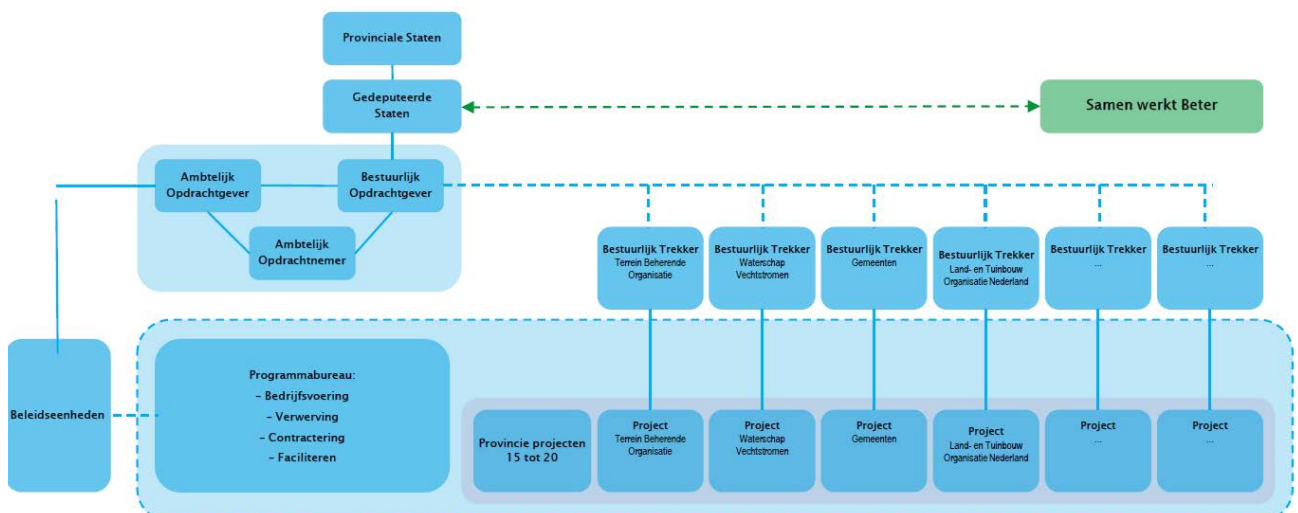 Provinciale Staten
Gedeputeerde
Staten
Samen werkt Beter
Ambtelijk
Opdrachtgever
Bestuurlijk
Opdrachtgever
Ambtelijk
Opdrachtnemer
Bestuurlijk Trekker
Terrein Beherende
Organisatie
Bestuurlijk Trekker
Waterschap
Vechtstromen
Bestuurlijk Trekker
Gemeenten
Bestuurlijk Trekker
Land- en Tuinbouw
Organisatie Nederland
Bestuurlijk Trekker
...
Bestuurlijk Trekker
...
Beleidseenheden
Programmabureau:
– Bedrijfsvoering
– Verwerving
– Contractering
– Faciliteren
Provincie projecten
15 tot 20
Project
Terrein Beherende
Organisatie
Project
Waterschap
Vechtstromen
Project
Gemeenten
Project
Land- en Tuinbouw
Organisatie Nederland
Project
...
Project
...